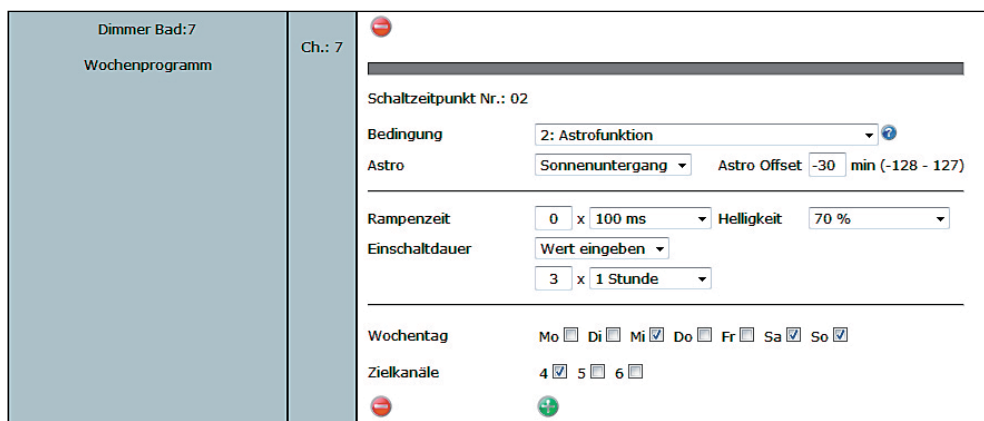 Dimmer Bad:7
Wochenprogramm
Ch.: 7
Schaltzeitpunkt Nr.: 02
Bedingung 2: Astrofunktion ?
Astro Sonnenuntergang Astro Offset -30 min (-128 - 127)
Rampenzeit 0 x 100 ms Helligkeit 70 %
Einschaltdauer Wert eingeben
3 x 1 Stunde
Wochentag Mo Di Mi Do Fr Sa So
Zielkanäle 4 5 6